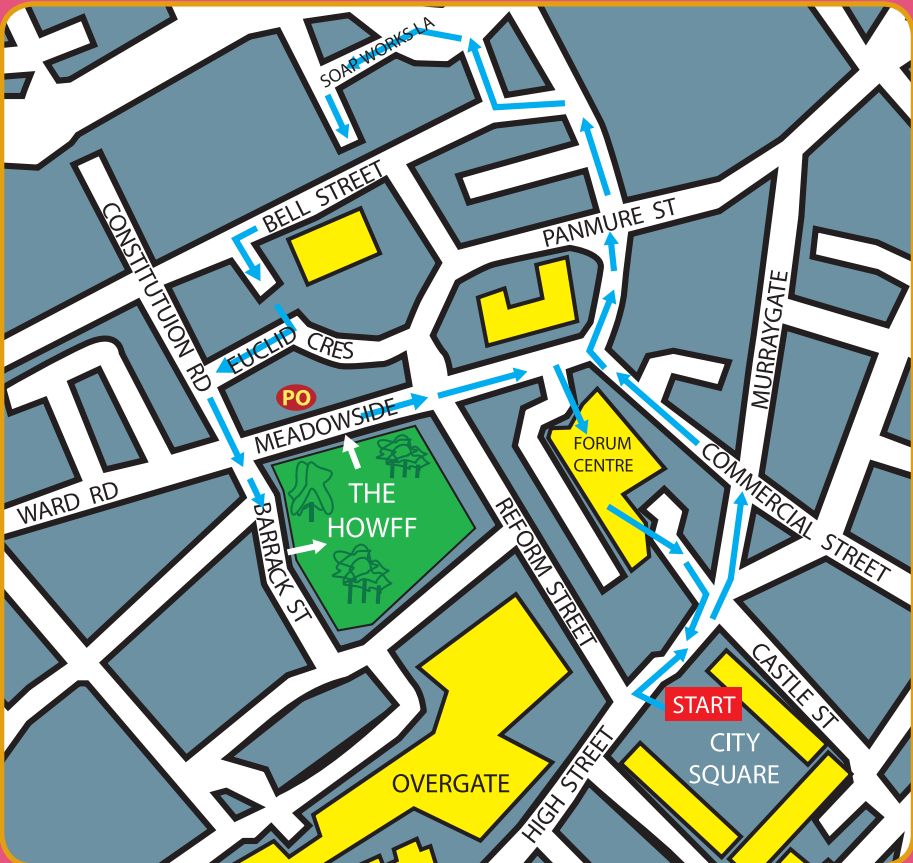 SOAP WORKS LA
BELL STREET
CONSTITUTUION RD
PANMURE ST
EUCLID CRES
MURRAYGATE
PO
MEADOWSIDE
FORUM
CENTRE
COMMERCIAL STREET
WARD RD
THE
HOWFF
BARRACK ST
REFORM STREET
CASTLE ST
START
CITY
SQUARE
OVERGATE
HIGH STREET